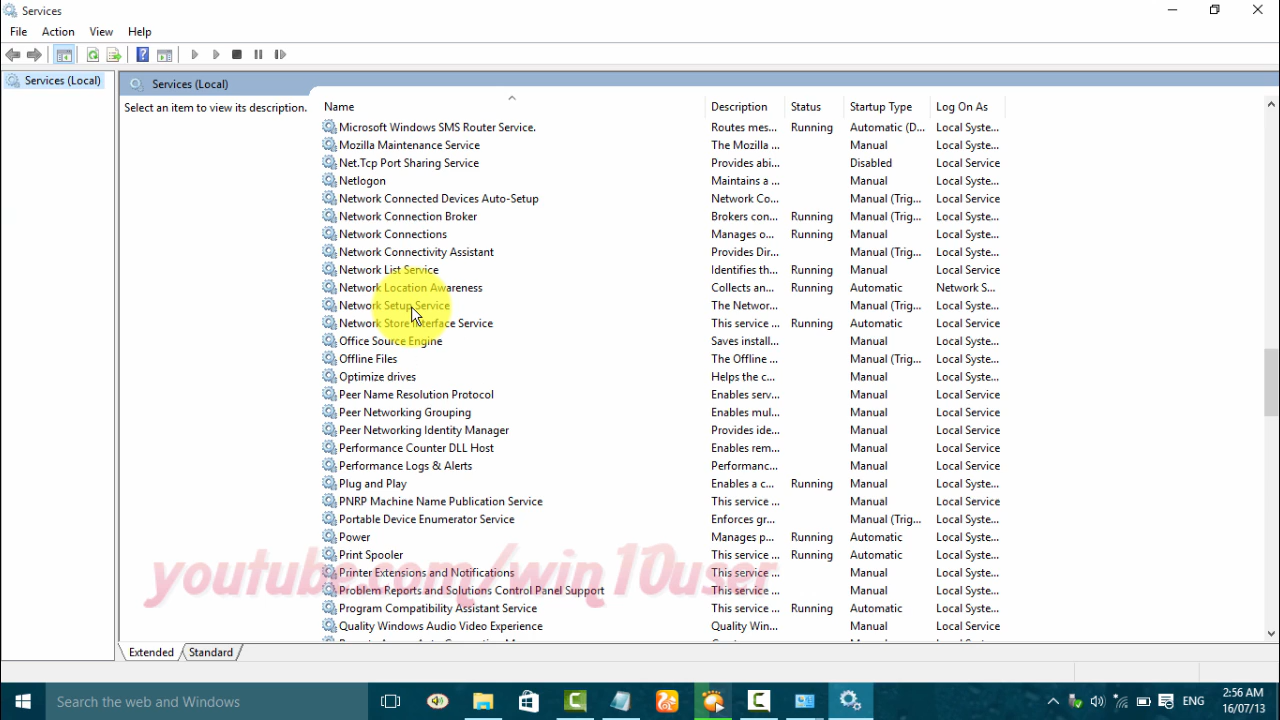 Services
File Action View Help
Services (Local)
Services (Local)
Select an item to view its description.
Name Description Status Startup Type Log On As
Microsoft Windows SMS Router Service. Routes mes... Running Automatic (D... Local Syste...
Mozilla Maintenance Service The Mozilla ... Manual Local Syste...
Net.Tcp Port Sharing Service Provides abi... Disabled Local Service
Netlogon Maintains a ... Manual Local Syste...
Network Connected Devices Auto-Setup Network Co... Manual (Trig... Local Service
Network Connection Broker Brokers con... Running Manual (Trig... Local Syste...
Network Connections Manages o... Running Manual Local Syste...
Network Connectivity Assistant Provides Dir... Manual (Trig... Local Syste...
Network List Service Identifies th... Running Manual Local Service
Network Location Awareness Collects an... Running Automatic Network S...
Network Setup Service The Networ... Manual (Trig... Local Syste...
Network Store Interface Service This service ... Running Automatic Local Service
Office Source Engine Saves install... Manual Local Syste...
Offline Files The Offline ... Manual (Trig... Local Syste...
Optimize drives Helps the c... Manual Local Syste...
Peer Name Resolution Protocol Enables serv... Manual Local Service
Peer Networking Grouping Enables mul... Manual Local Service
Peer Networking Identity Manager Provides ide... Manual Local Service
Performance Counter DLL Host Enables rem... Manual Local Service
Performance Logs & Alerts Performanc... Manual Local Service
Plug and Play Enables a c... Running Manual Local Syste...
PNRP Machine Name Publication Service This service ... Manual Local Service
Portable Device Enumerator Service Enforces gr... Manual (Trig... Local Syste...
Power Manages p... Running Automatic Local Syste...
Print Spooler This service ... Running Automatic Local Syste...
Printer Extensions and Notifications This service ... Manual Local Syste...
Problem Reports and Solutions Control Panel Support This service ... Manual Local Syste...
Program Compatibility Assistant Service This service ... Running Automatic Local Syste...
Quality Windows Audio Video Experience Quality Win... Manual Local Service
youtube.com/win10user
Extended Standard
Search the web and Windows
ENG
2:56 AM
16/07/13